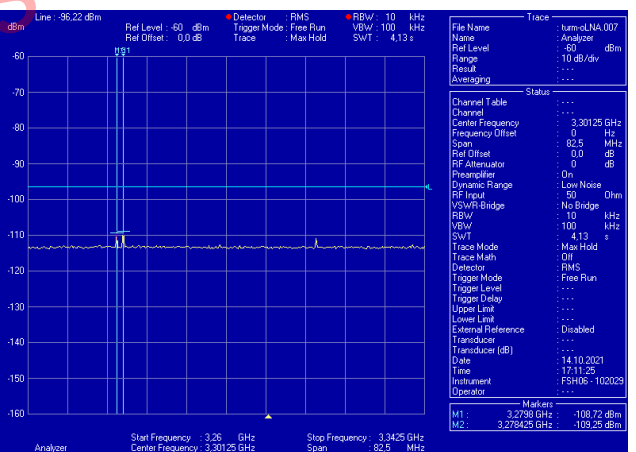 Line : -96,22 dBm
dBm
Ref Level : -60 dBm
Ref Offset : 0,0 dB
Detector : RMS
Trigger Mode : Free Run
Trace : Max Hold
RBW : 10 kHz
VBW : 100 kHz
SWT : 4,13 s
-60
-70
-80
-90
-100
-110
-120
-130
-140
-150
-160
L
Analyzer
Start Frequency : 3,26 GHz
Center Frequency : 3,30125 GHz
Stop Frequency : 3,3425 GHz
Span : 82,5 MHz
Trace
File Name : turm-oLNA.007
Name : Analyzer
Ref Level : -60 dBm
Range : 10 dB/div
Result : ---
Averaging : ---
Status
Channel Table : ---
Channel : ---
Center Frequency : 3,30125 GHz
Frequency Offset : 0 Hz
Span : 82,5 MHz
Ref Offset : 0,0 dB
RF Attenuator : 0 dB
Preamplifier : On
Dynamic Range : Low Noise
RF Input : 50 Ohm
VSWR-Bridge : No Bridge
RBW : 10 kHz
VBW : 100 kHz
SWT : 4,13 s
Trace Mode : Max Hold
Trace Math : Off
Detector : RMS
Trigger Mode : Free Run
Trigger Level : ---
Trigger Delay : ---
Upper Limit : ---
Lower Limit : ---
External Reference : Disabled
Transducer : ---
Transducer (dB) : ---
Date : 14.10.2021
Time : 17:11:25
Instrument : FSH06 - 102029
Operator : ---
Markers
M1 : 3,2798 GHz : -108,72 dBm
M2 : 3,278425 GHz : -109,25 dBm